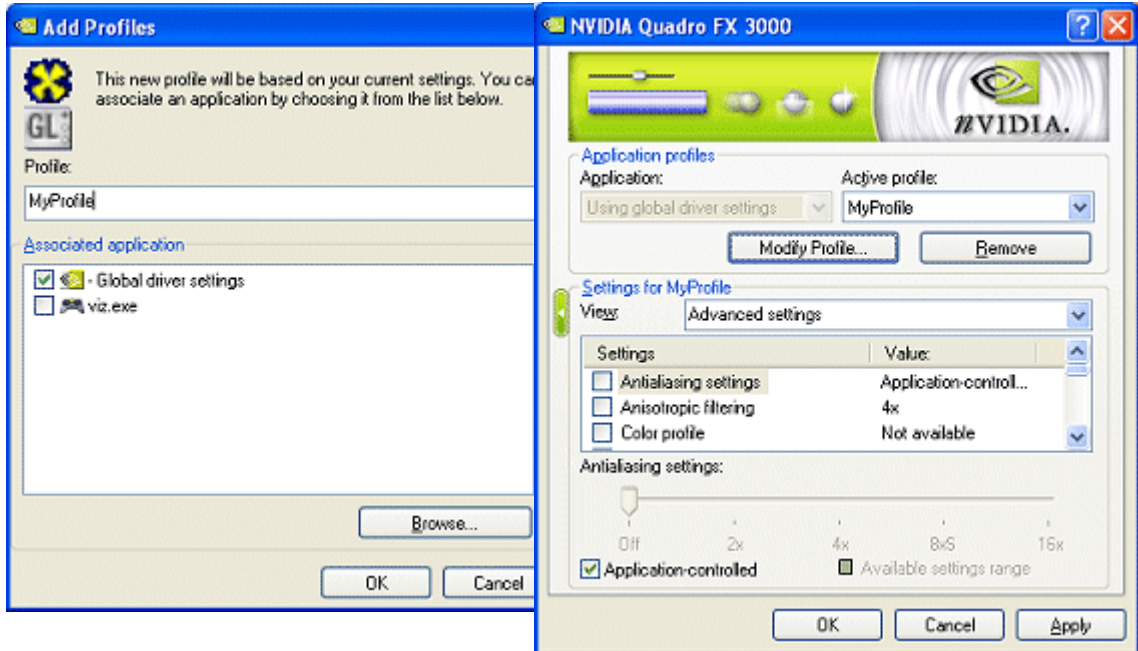 Add Profiles
This new profile will be based on your current settings. You ca
associate an application by choosing it from the list below.
GL
Profile:
MyProfile
Associated application
- Global driver settings
viz.exe
Browse...
OK Cancel
NVIDIA Quadro FX 3000
nVIDIA.
Application profiles
Application: Active profile:
Using global driver settings MyProfile
Modify Profile... Remove
Settings for MyProfile
View: Advanced settings
Settings Value:
Antialiasing settings Application-controll...
Anisotropic filtering 4x
Color profile Not available
Antialiasing settings:
Off 2x 4x 8xS 16x
Application-controlled Available settings range
OK Cancel Apply